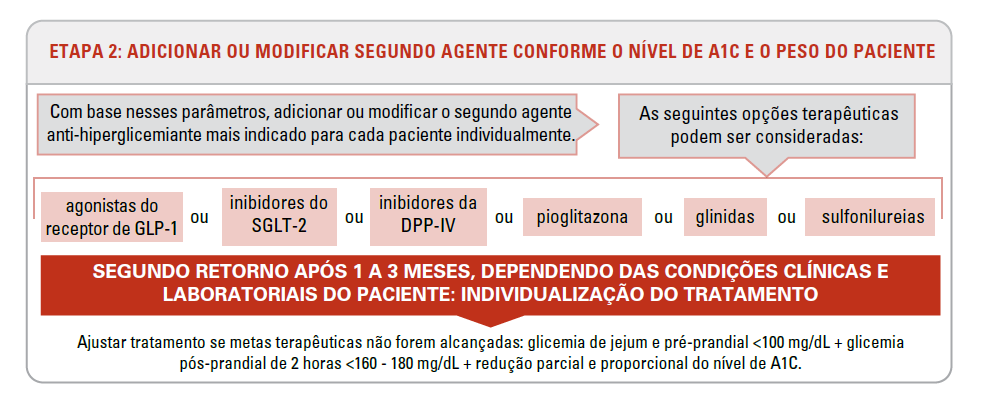 ETAPA 2: ADICIONAR OU MODIFICAR SEGUNDO AGENTE CONFORME O NÍVEL DE A1C E O PESO DO PACIENTE
Com base nesses parâmetros, adicionar ou modificar o segundo agente
anti-hiperglicemiante mais indicado para cada paciente individualmente.
As seguintes opções terapêuticas
podem ser consideradas:
agonistas do
receptor de GLP-1
ou
inibidores do
SGLT-2
ou
inibidores da
DPP-IV
ou
pioglitazona
ou
glinidas
ou
sulfonilureias
SEGUNDO RETORNO APÓS 1 A 3 MESES, DEPENDENDO DAS CONDIÇÕES CLÍNICAS E
LABORATORIAIS DO PACIENTE: INDIVIDUALIZAÇÃO DO TRATAMENTO
Ajustar tratamento se metas terapêuticas não forem alcançadas: glicemia de jejum e pré-prandial <100 mg/dL + glicemia
pós-prandial de 2 horas <160 - 180 mg/dL + redução parcial e proporcional do nível de A1C.